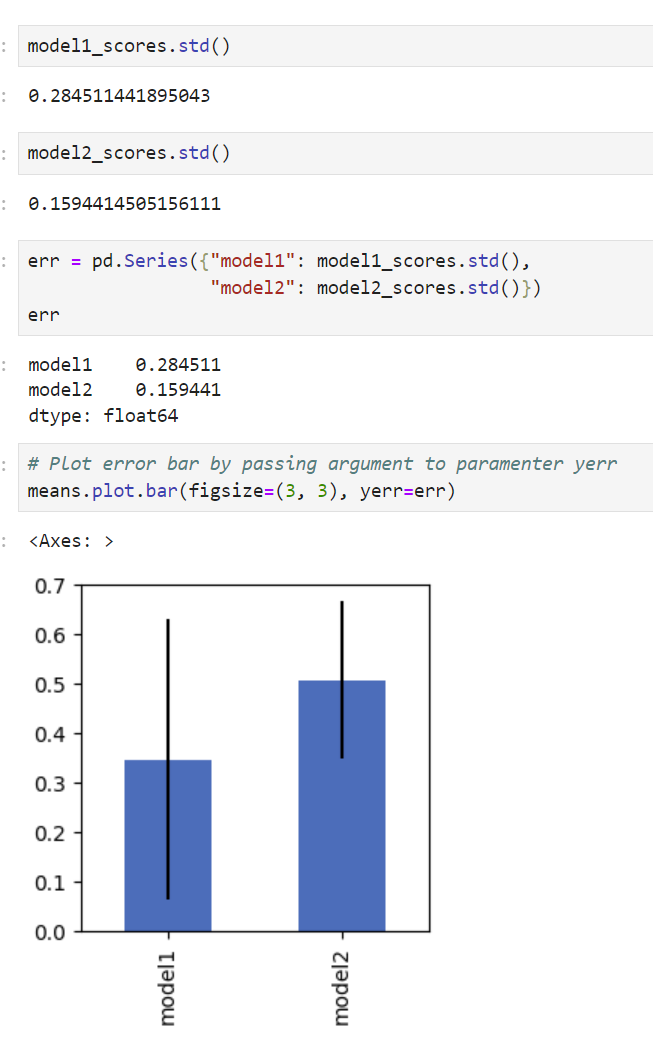 : model1_scores.std()
: 0.284511441895043
: model2_scores.std()
: 0.1594414505156111
: err = pd.Series({"model1": model1_scores.std(),
"model2": model2_scores.std()})
err
: model1    0.284511
model2    0.159441
dtype: float64
: # Plot error bar by passing argument to paramenter yerr
means.plot.bar(figsize=(3, 3), yerr=err)
: <Axes: >
0.7
0.6
0.5
0.4
0.3
0.2
0.1
0.0
model1
model2